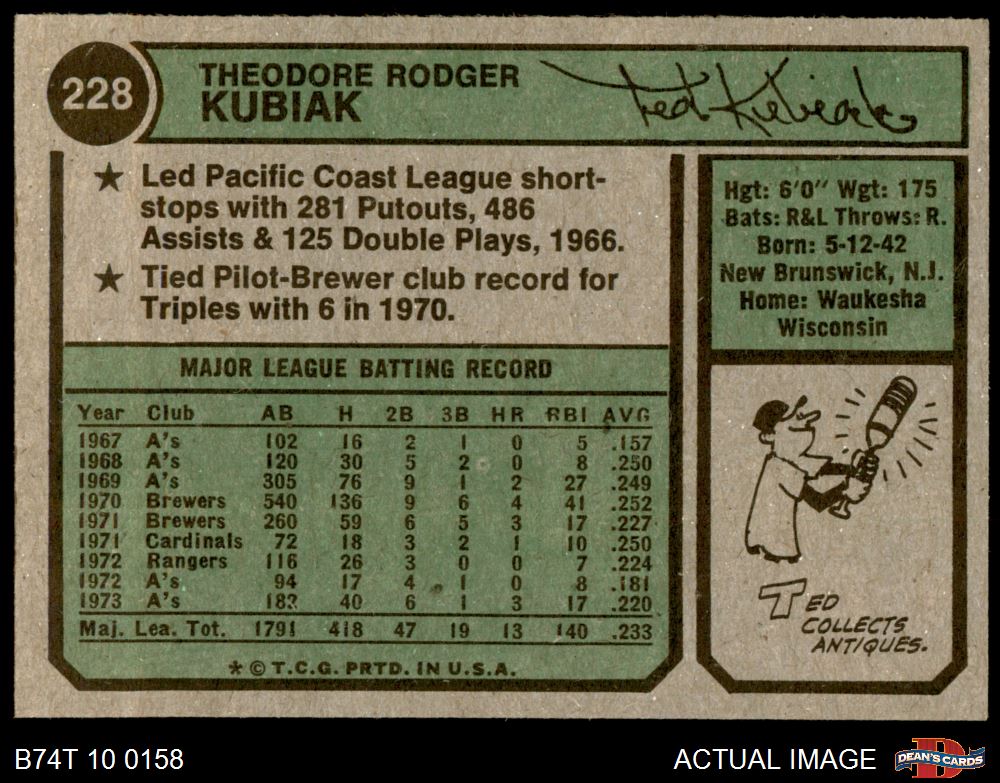 228
THEODORE RODGER
KUBIAK
Ted Kubiak
★ Led Pacific Coast League short-
stops with 281 Putouts, 486
Assists & 125 Double Plays, 1966.
★ Tied Pilot-Brewer club record for
Triples with 6 in 1970.
Hgt: 6'0" Wgt: 175
Bats: R&L Throws: R.
Born: 5-12-42
New Brunswick, N.J.
Home: Waukesha
Wisconsin
MAJOR LEAGUE BATTING RECORD
Year Club AB H 2B 3B HR RBI AVG
1967 A's 102 16 2 1 0 5 .157
1968 A's 120 30 5 2 0 8 .250
1969 A's 305 76 9 1 2 27 .249
1970 Brewers 540 136 9 6 4 41 .252
1971 Brewers 260 59 6 5 3 17 .227
1971 Cardinals 72 18 3 2 1 10 .250
1972 Rangers 116 26 3 0 0 7 .224
1972 A's 94 17 4 1 0 8 .181
1973 A's 182 40 6 1 3 17 .220
Maj. Lea. Tot. 1791 418 47 19 13 140 .233
* © T.C.G. PRTD. IN U.S.A.
TED
COLLECTS
ANTIQUES.
B74T 10 0158
ACTUAL IMAGE
DEAN'S CARDS